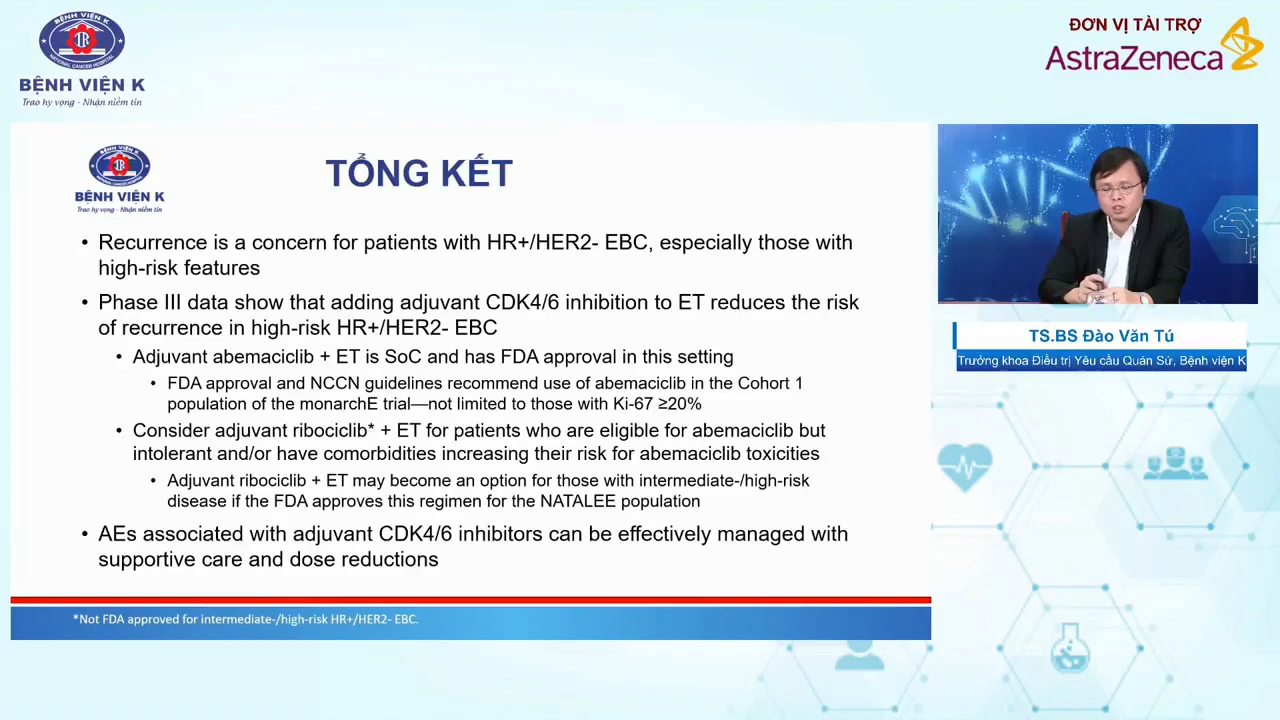 BỆNH VIỆN K
Trao hy vọng - Nhận niềm tin
ĐƠN VỊ TÀI TRỢ
AstraZeneca
NATIONAL CANCER HOSPITAL
BỆNH VIỆN K
Trao hy vọng - Nhận niềm tin
TỔNG KẾT
• Recurrence is a concern for patients with HR+/HER2- EBC, especially those with
high-risk features
• Phase III data show that adding adjuvant CDK4/6 inhibition to ET reduces the risk
of recurrence in high-risk HR+/HER2- EBC
• Adjuvant abemaciclib + ET is SoC and has FDA approval in this setting
• FDA approval and NCCN guidelines recommend use of abemaciclib in the Cohort 1
population of the monarchE trial—not limited to those with Ki-67 ≥20%
• Consider adjuvant ribociclib* + ET for patients who are eligible for abemaciclib but
intolerant and/or have comorbidities increasing their risk for abemaciclib toxicities
• Adjuvant ribociclib + ET may become an option for those with intermediate-/high-risk
disease if the FDA approves this regimen for the NATALEE population
• AEs associated with adjuvant CDK4/6 inhibitors can be effectively managed with
supportive care and dose reductions
*Not FDA approved for intermediate-/high-risk HR+/HER2- EBC.
TS.BS Đào Văn Tú
Trưởng khoa Điều trị Yêu cầu Quán Sứ, Bệnh viện K